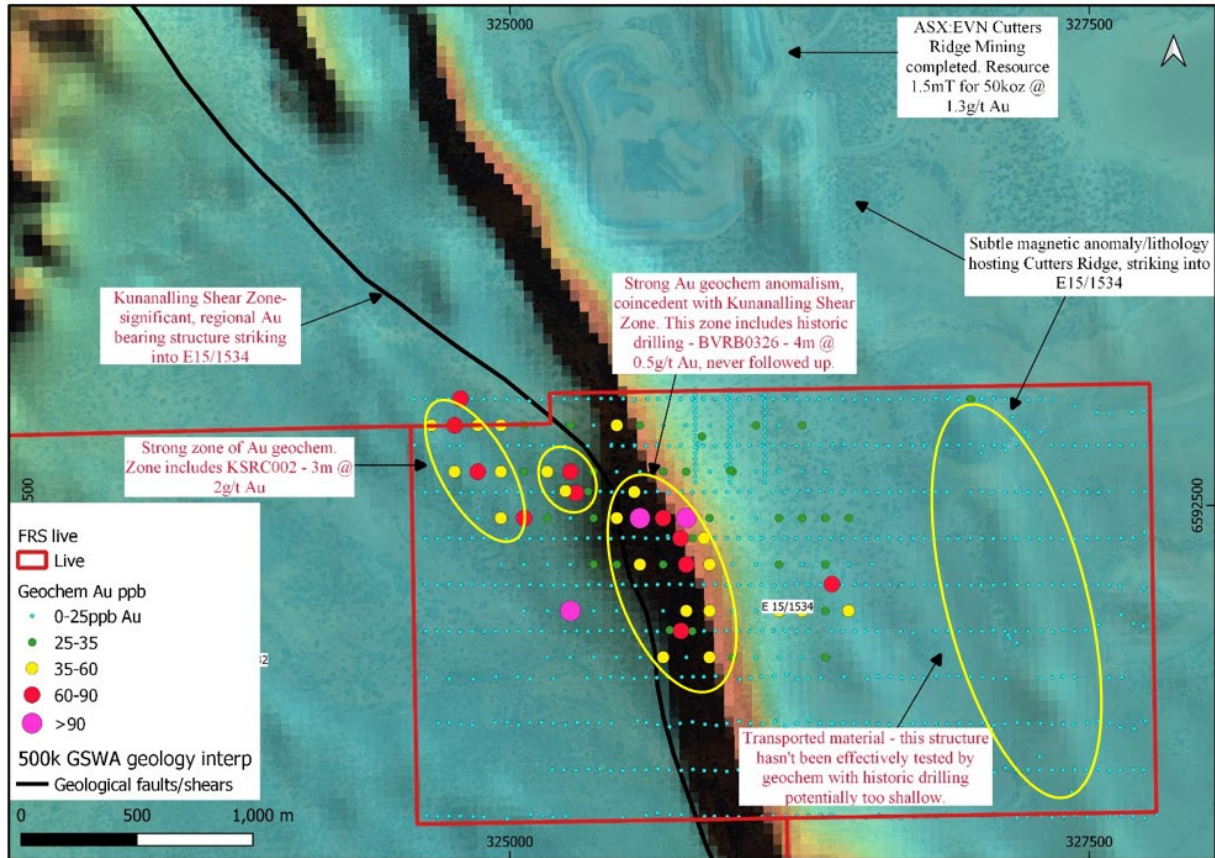 325000
327500
ASX:EVN Cutters
Ridge Mining
completed. Resource
1.5mT for 50koz @
1.3g/t Au
Subtle magnetic anomaly/lithology
hosting Cutters Ridge, striking into
E15/1534
Kunanalling Shear Zone-
significant, regional Au
bearing structure striking
into E15/1534
Strong Au geochem anomalism,
coincedent with Kunanalling Shear
Zone. This zone includes historic
drilling - BVRB0326 - 4m @
0.5g/t Au, never followed up.
Strong zone of Au geochem.
Zone includes KSRC002 - 3m @
2g/t Au
500
6592500
E 15/1534
Transported material - this structure
hasn't been effectively tested by
geochem with historic drilling
potentially too shallow.
FRS live
Live
Geochem Au ppb
0-25ppb Au
25-35
35-60
60-90
>90
500k GSWA geology interp
Geological faults/shears
0 500 1,000 m
325000
327500